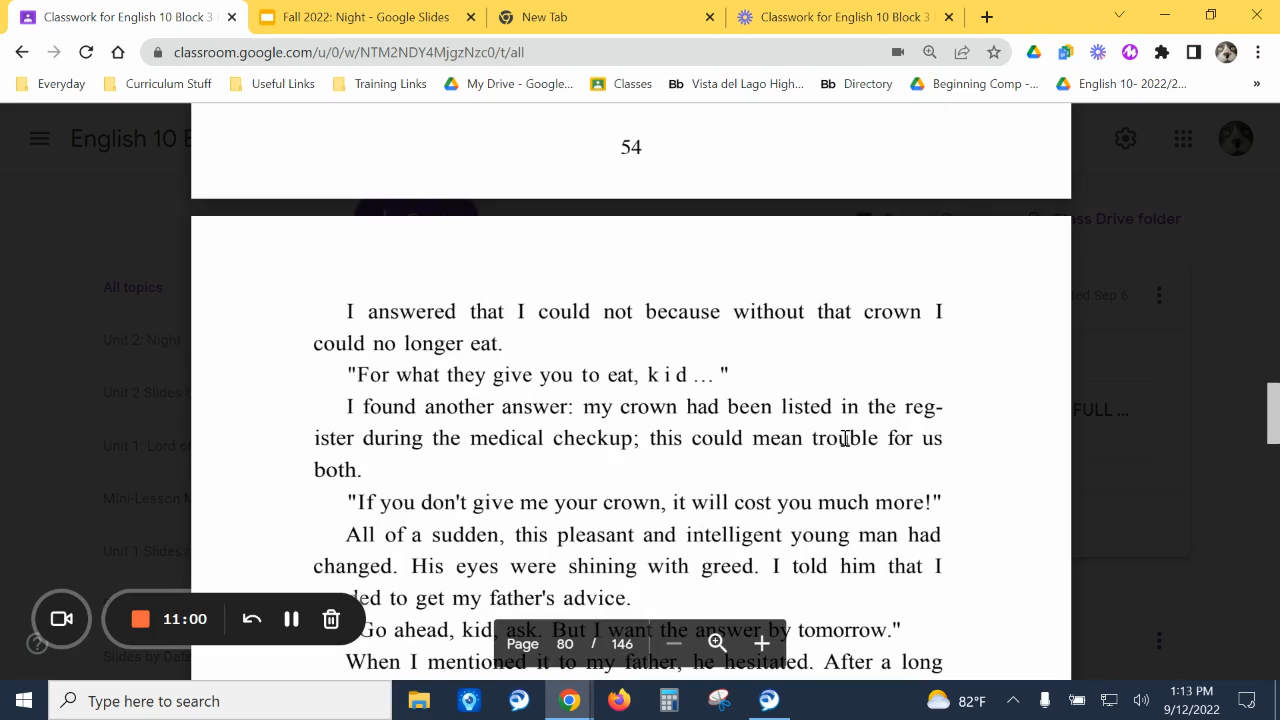 Classwork for English 10 Block 3
Fall 2022: Night - Google Slides
New Tab
Classwork for English 10 Block 3
classroom.google.com/u/0/w/NTM2NDY4MjgzNzc0/t/all
Everyday
Curriculum Stuff
Useful Links
Training Links
My Drive - Google...
Classes
Bb Vista del Lago High...
Bb Directory
Beginning Comp -...
English 10- 2022/2...
»
English 10 B
54
ss Drive folder
All topics
ed Sep 6
Unit 2: Night
Unit 2 Slides
FULL ...
Unit 1: Lord
Mini-Lesson
Unit 1 Slides
Slides by Date
I answered that I could not because without that crown I
could no longer eat.
"For what they give you to eat, k i d ... "
I found another answer: my crown had been listed in the reg-
ister during the medical checkup; this could mean trouble for us
both.
"If you don't give me your crown, it will cost you much more!"
All of a sudden, this pleasant and intelligent young man had
changed. His eyes were shining with greed. I told him that I
ded to get my father's advice.
Go ahead, kid, ask. But I want the answer by tomorrow."
When I mentioned it to my father, he hesitated. After a long
11:00
Page 80 / 146
Type here to search
82°F
1:13 PM
9/12/2022